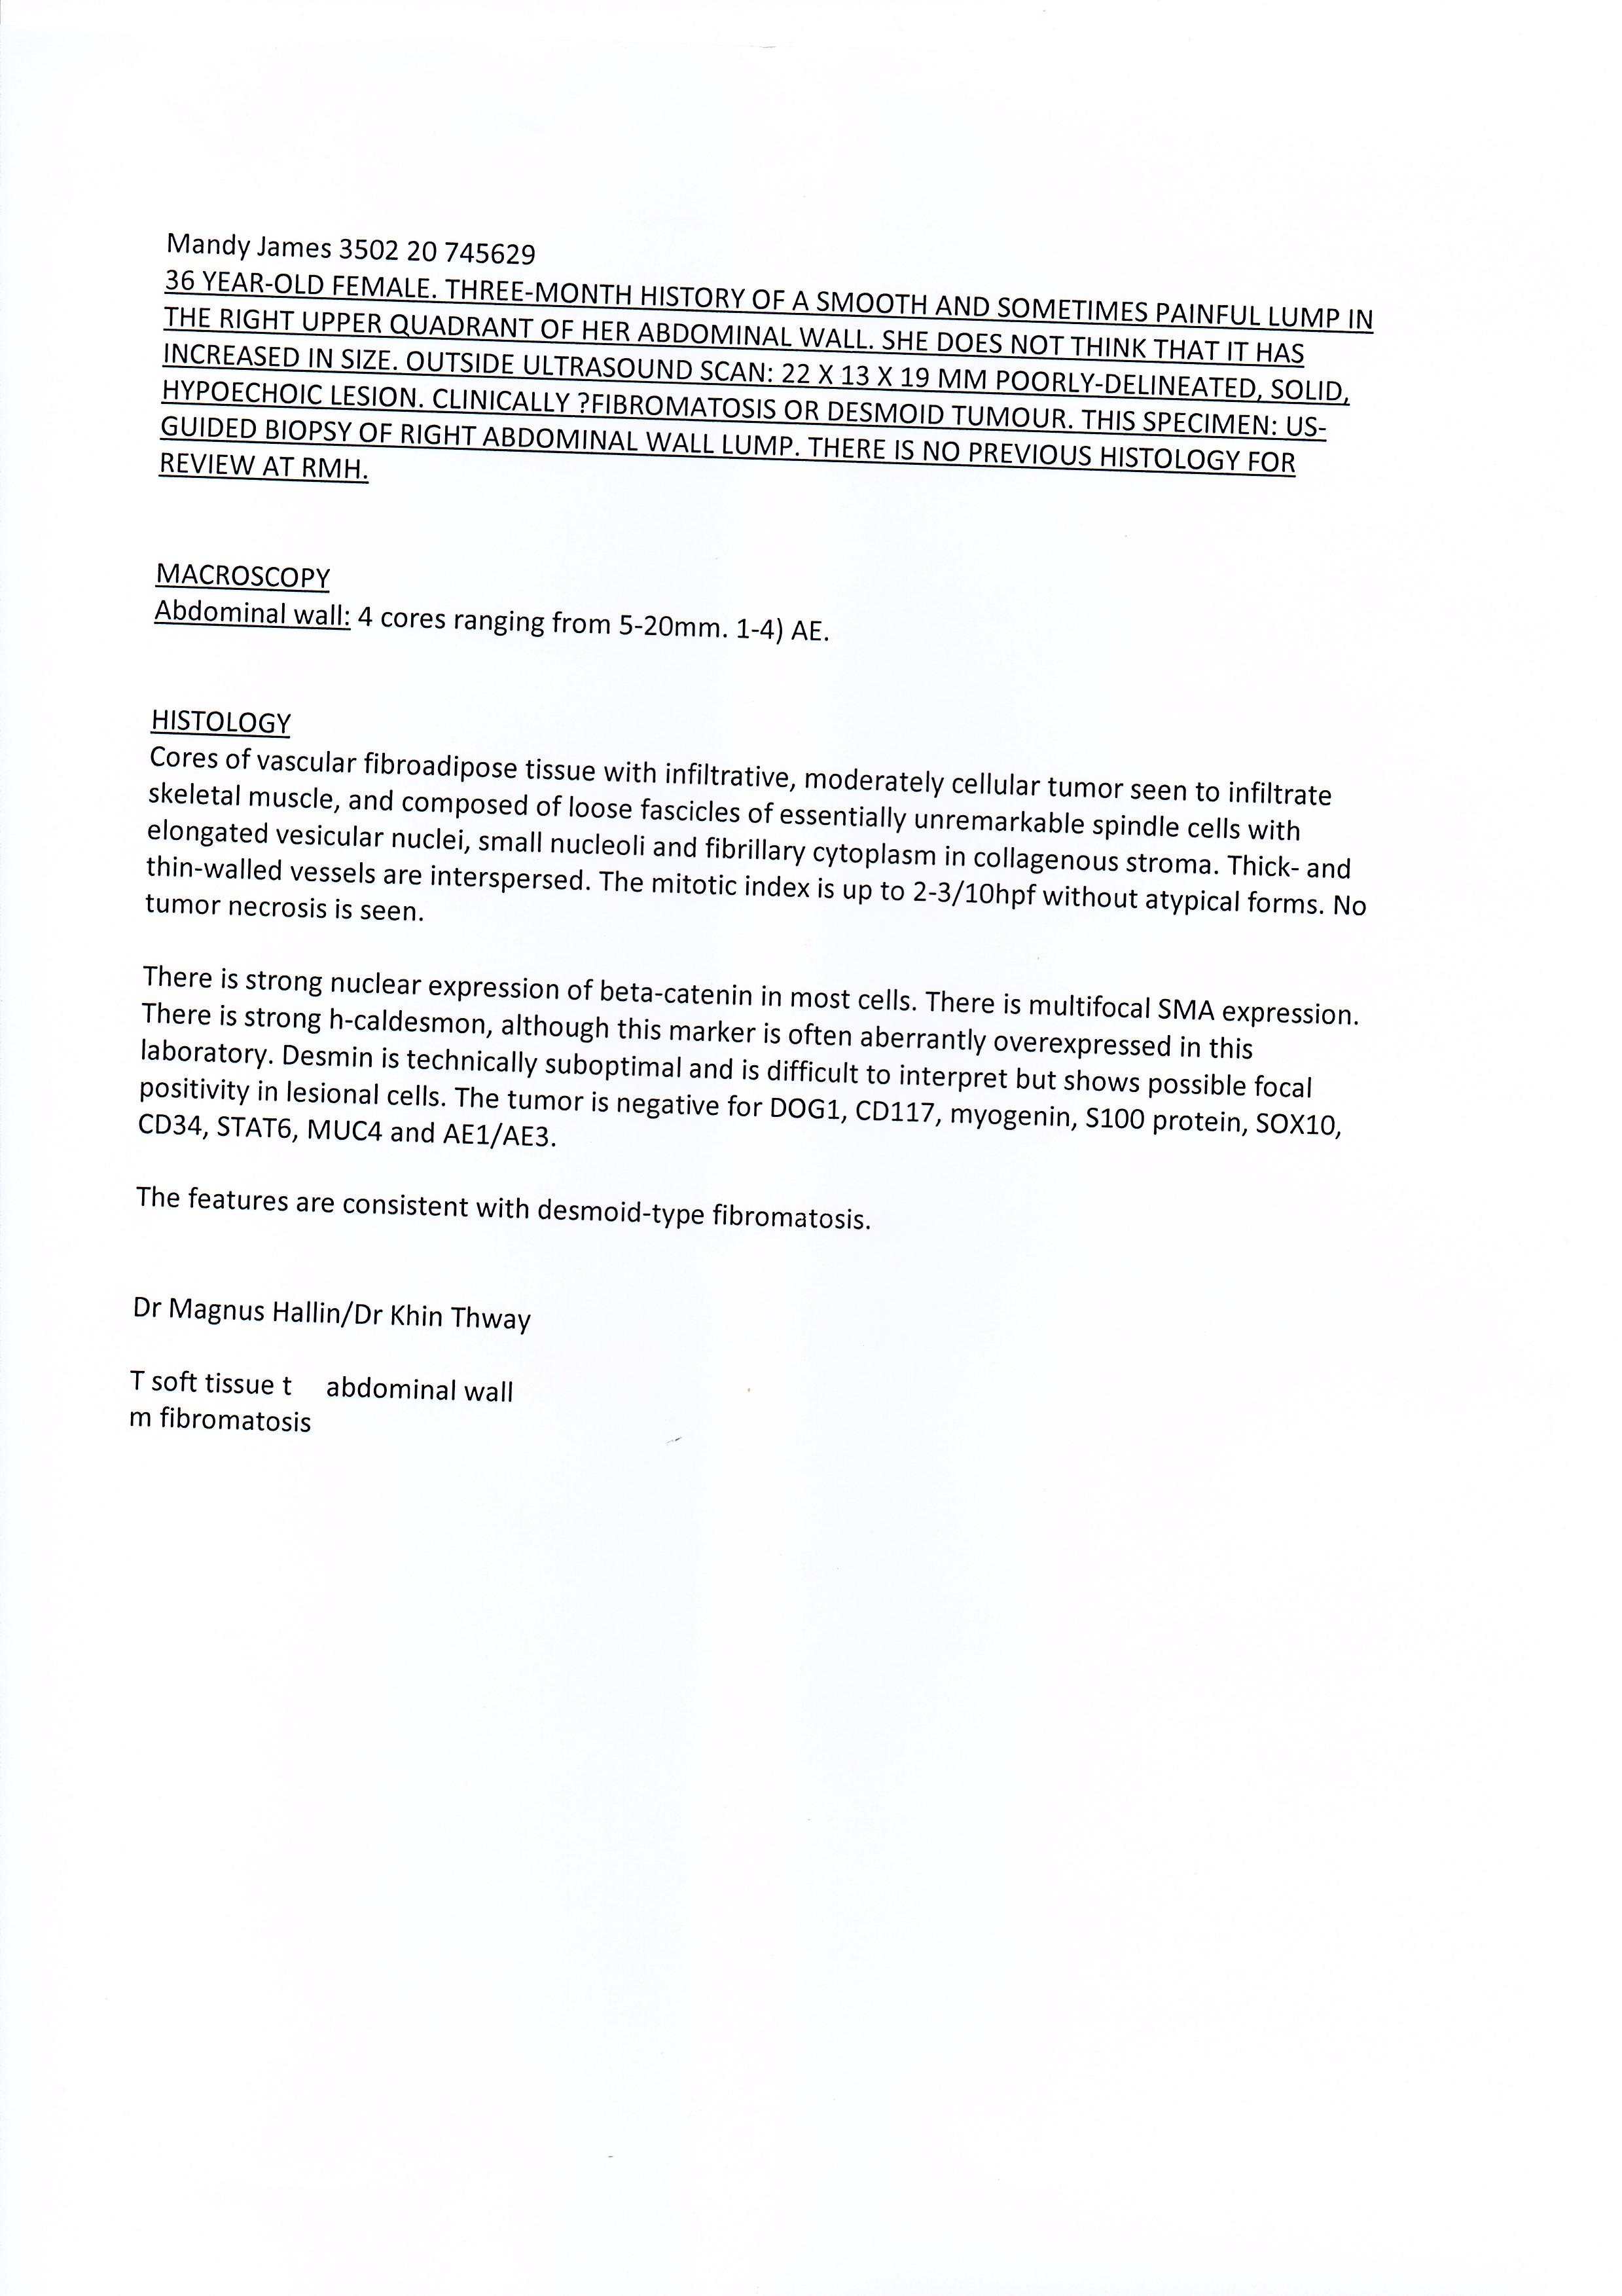 Mandy James 3502 20 745629
36 YEAR-OLD FEMALE. THREE-MONTH HISTORY OF A SMOOTH AND SOMETIMES PAINFUL LUMP IN
THE RIGHT UPPER QUADRANT OF HER ABDOMINAL WALL. SHE DOES NOT THINK THAT IT HAS
INCREASED IN SIZE. OUTSIDE ULTRASOUND SCAN: 22 X 13 X 19 MM POORLY-DELINEATED, SOLID,
HYPOECHOIC LESION. CLINICALLY ?FIBROMATOSIS OR DESMOID TUMOUR. THIS SPECIMEN: US-
GUIDED BIOPSY OF RIGHT ABDOMINAL WALL LUMP. THERE IS NO PREVIOUS HISTOLOGY FOR
REVIEW AT RMH.
MACROSCOPY
Abdominal wall: 4 cores ranging from 5-20mm. 1-4) AE.
HISTOLOGY
Cores of vascular fibroadipose tissue with infiltrative, moderately cellular tumor seen to infiltrate
skeletal muscle, and composed of loose fascicles of essentially unremarkable spindle cells with
elongated vesicular nuclei, small nucleoli and fibrillary cytoplasm in collagenous stroma. Thick- and
thin-walled vessels are interspersed. The mitotic index is up to 2-3/10hpf without atypical forms. No
tumor necrosis is seen.
There is strong nuclear expression of beta-catenin in most cells. There is multifocal SMA expression.
There is strong h-caldesmon, although this marker is often aberrantly overexpressed in this
laboratory. Desmin is technically suboptimal and is difficult to interpret but shows possible focal
positivity in lesional cells. The tumor is negative for DOG1, CD117, myogenin, S100 protein, SOX10,
CD34, STAT6, MUC4 and AE1/AE3.
The features are consistent with desmoid-type fibromatosis.
Dr Magnus Hallin/Dr Khin Thway
T soft tissue t abdominal wall
m fibromatosis